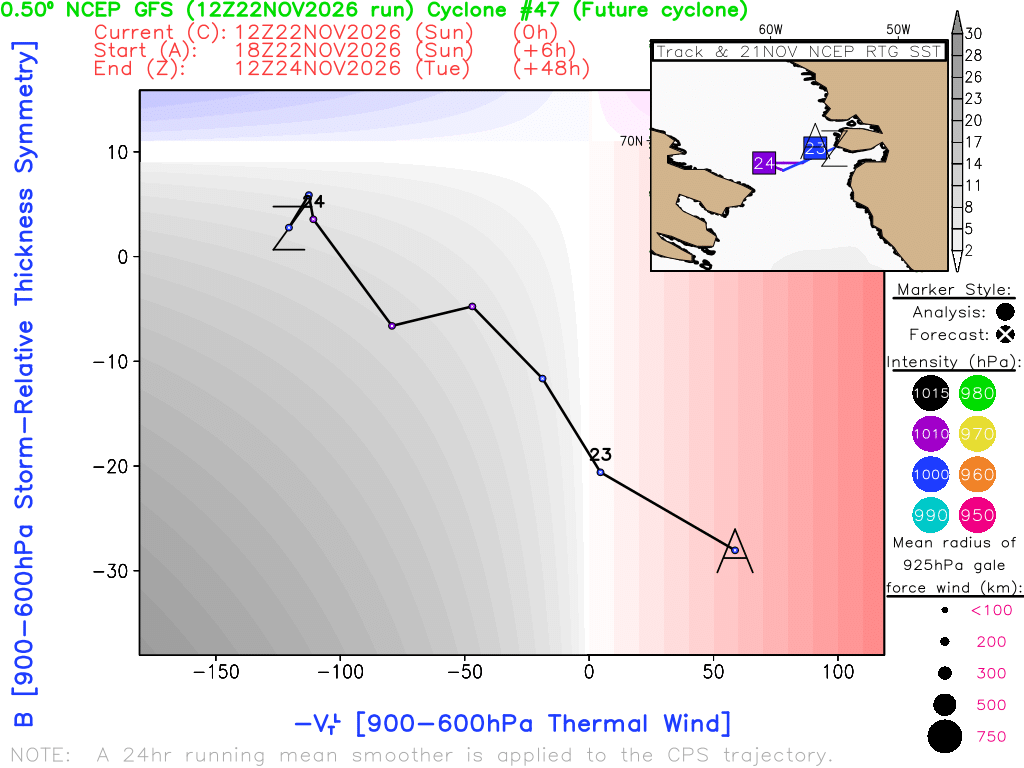 0.50º NCEP GFS (12Z22NOV2026 run) Cyclone #47 (Future cyclone)
Current (C): 12Z22NOV2026 (Sun) (0h)
Start (A): 18Z22NOV2026 (Sun) (+6h)
End (Z): 12Z24NOV2026 (Tue) (+48h)
60W 50W
Track & 21NOV NCEP RTG SST
70N
A
Z
23
24
30
28
26
23
20
17
14
11
8
5
2
B [900-600hPa Storm-Relative Thickness Symmetry]
10
0
-10
-20
-30
24
Z
23
A
-150 -100 -50 0 50 100
-VTL [900-600hPa Thermal Wind]
Marker Style:
Analysis:
Forecast:
Intensity (hPa):
1015 980
1010 970
1000 960
990 950
Mean radius of
925hPa gale
force wind (km):
<100
200
300
500
750
NOTE: A 24hr running mean smoother is applied to the CPS trajectory.